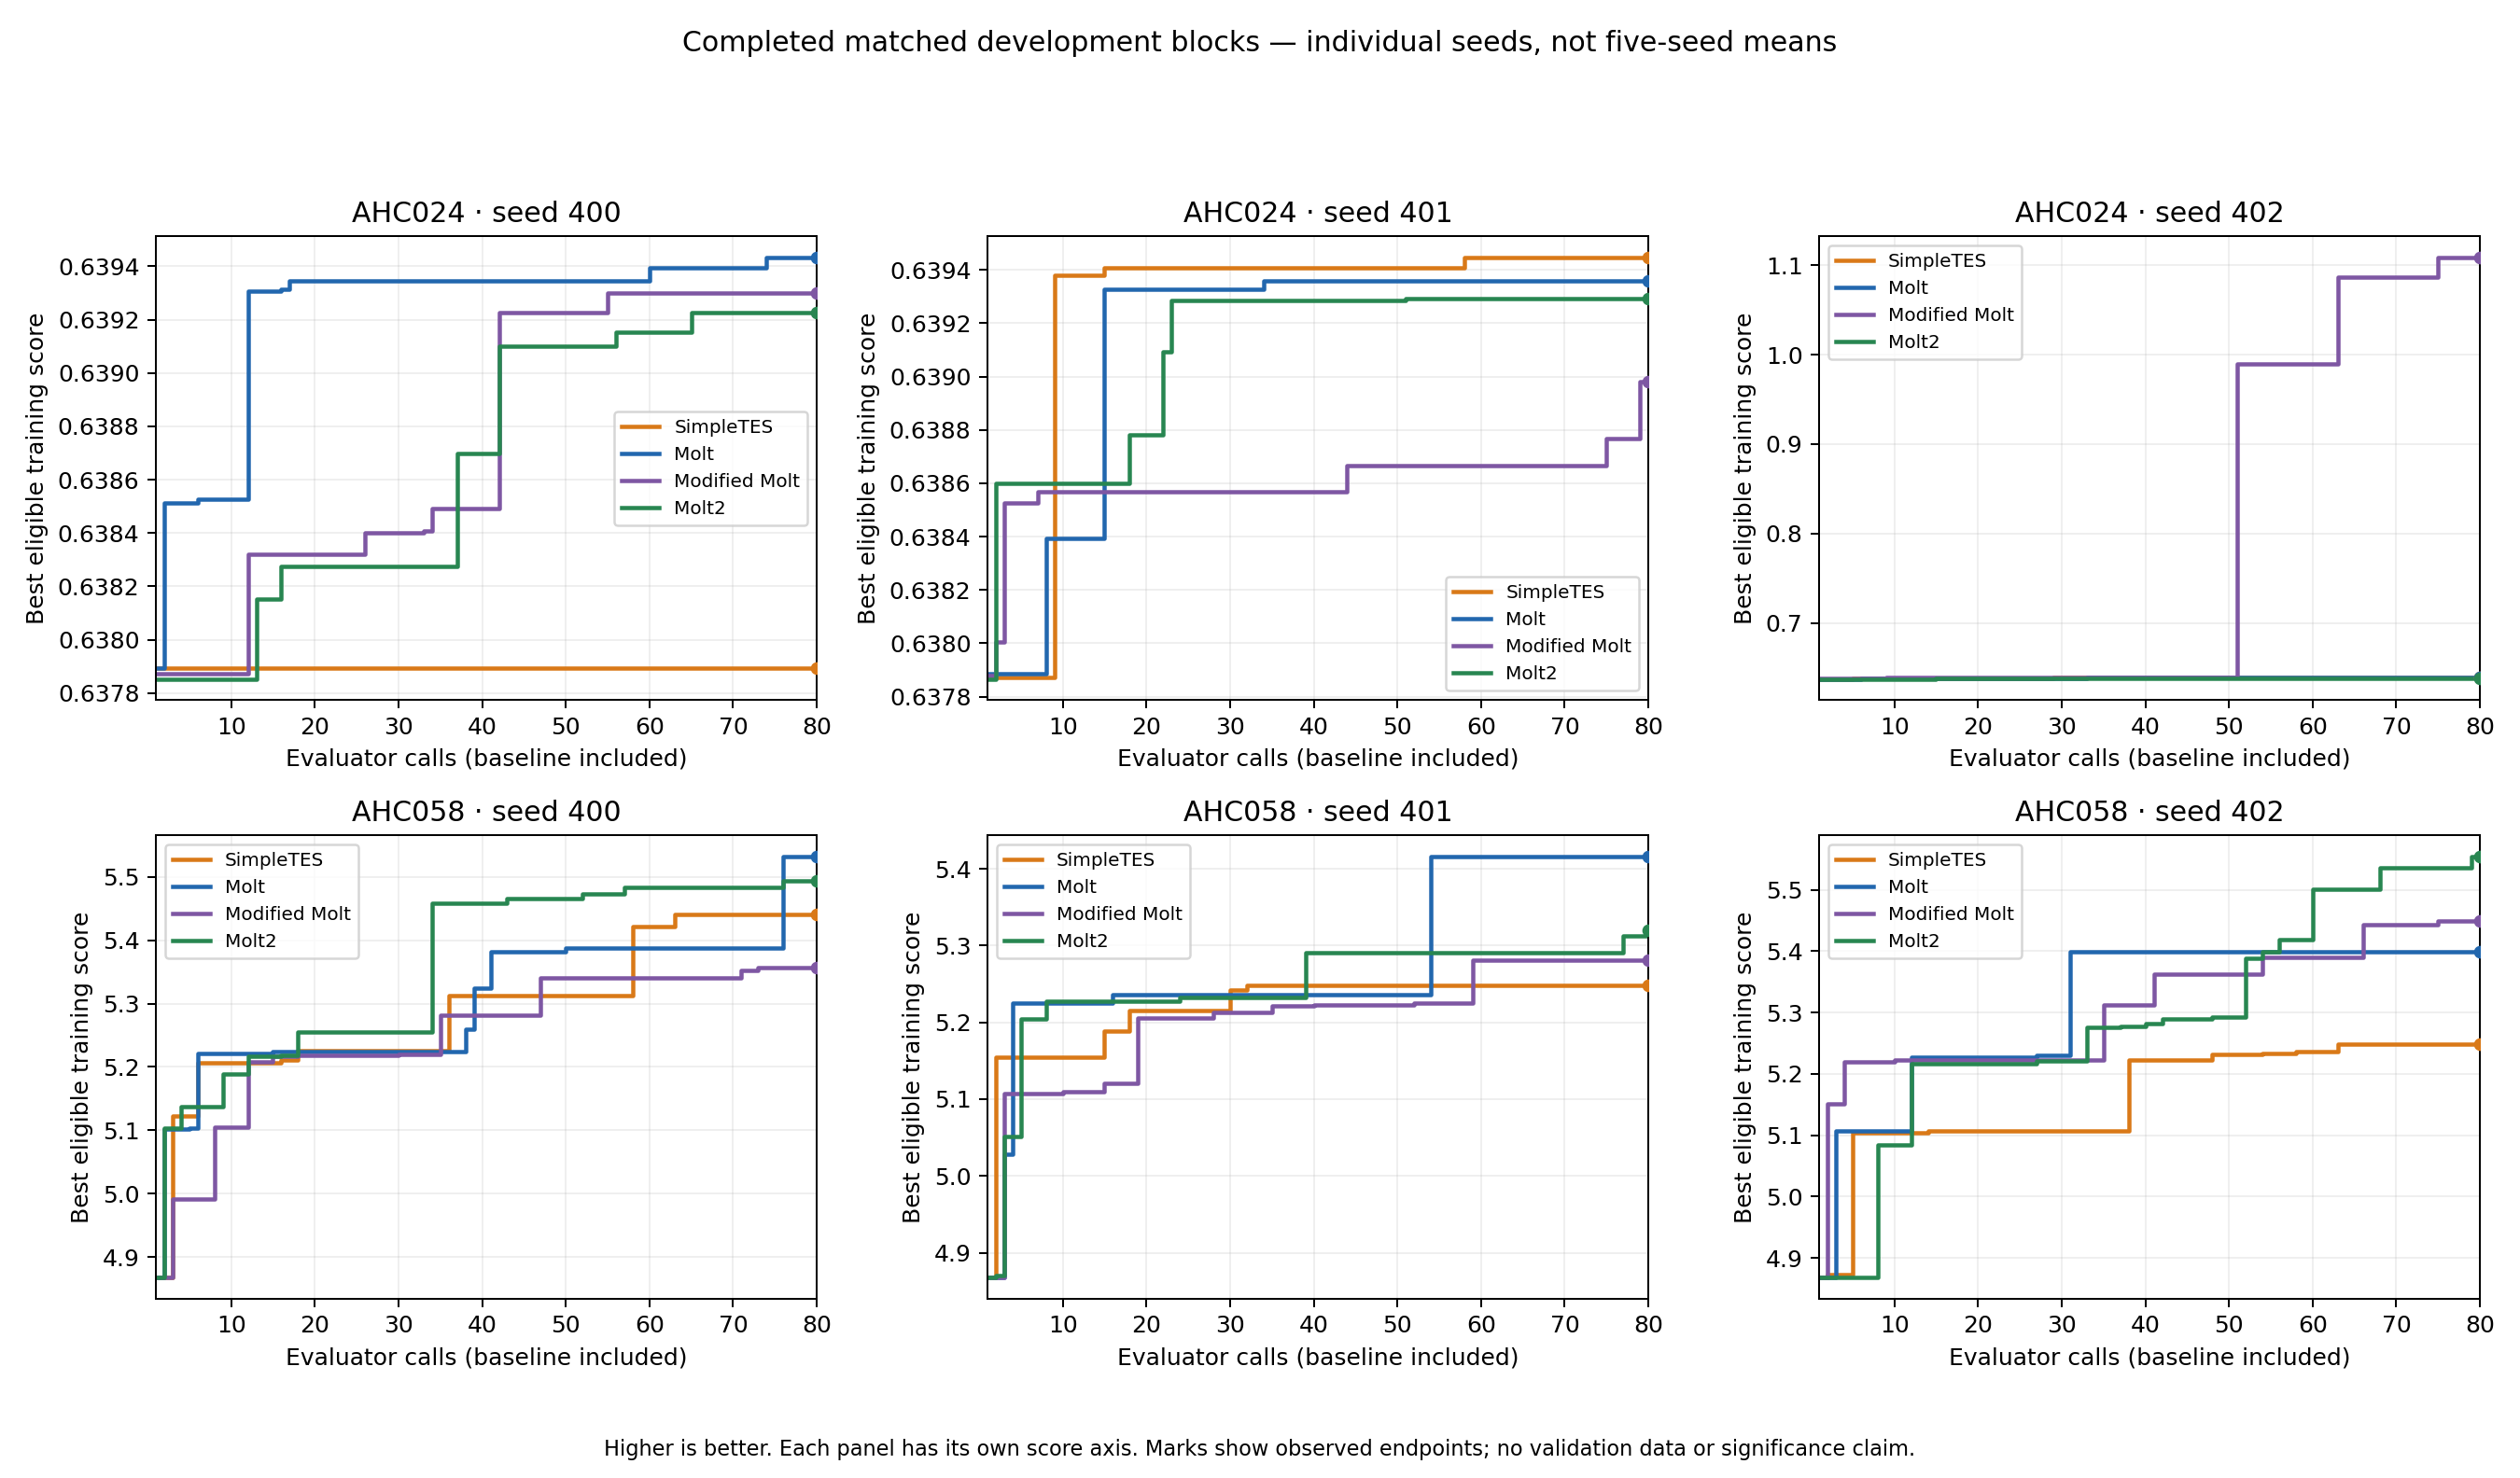 Completed matched development blocks — individual seeds, not five-seed means
AHC024 · seed 400
Best eligible training score
0.6394
0.6392
0.6390
0.6388
0.6386
0.6384
0.6382
0.6380
0.6378
SimpleTES
Molt
Modified Molt
Molt2
10 20 30 40 50 60 70 80
Evaluator calls (baseline included)
AHC024 · seed 401
Best eligible training score
0.6394
0.6392
0.6390
0.6388
0.6386
0.6384
0.6382
0.6380
0.6378
SimpleTES
Molt
Modified Molt
Molt2
10 20 30 40 50 60 70 80
Evaluator calls (baseline included)
AHC024 · seed 402
Best eligible training score
1.1
1.0
0.9
0.8
0.7
SimpleTES
Molt
Modified Molt
Molt2
10 20 30 40 50 60 70 80
Evaluator calls (baseline included)
AHC058 · seed 400
Best eligible training score
5.5
5.4
5.3
5.2
5.1
5.0
4.9
SimpleTES
Molt
Modified Molt
Molt2
10 20 30 40 50 60 70 80
Evaluator calls (baseline included)
AHC058 · seed 401
Best eligible training score
5.4
5.3
5.2
5.1
5.0
4.9
SimpleTES
Molt
Modified Molt
Molt2
10 20 30 40 50 60 70 80
Evaluator calls (baseline included)
AHC058 · seed 402
Best eligible training score
5.5
5.4
5.3
5.2
5.1
5.0
4.9
SimpleTES
Molt
Modified Molt
Molt2
10 20 30 40 50 60 70 80
Evaluator calls (baseline included)
Higher is better. Each panel has its own score axis. Marks show observed endpoints; no validation data or significance claim.